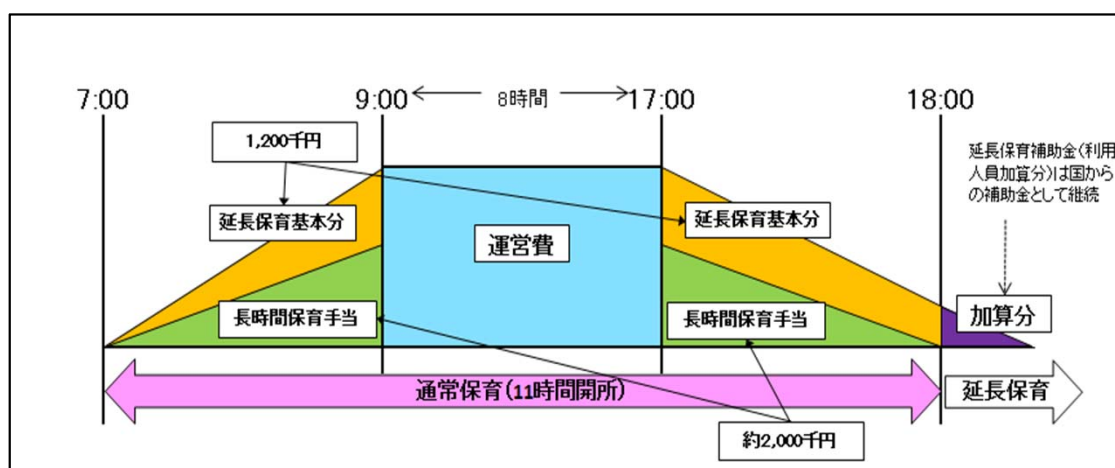 7:00
9:00
8時間
17:00
18:00
1,200千円
延長保育補助金(利用
人員加算分)は国から
の補助金として継続
延長保育基本分
延長保育基本分
運営費
長時間保育手当
長時間保育手当
加算分
通常保育(11時間開所)
延長保育
約2,000千円